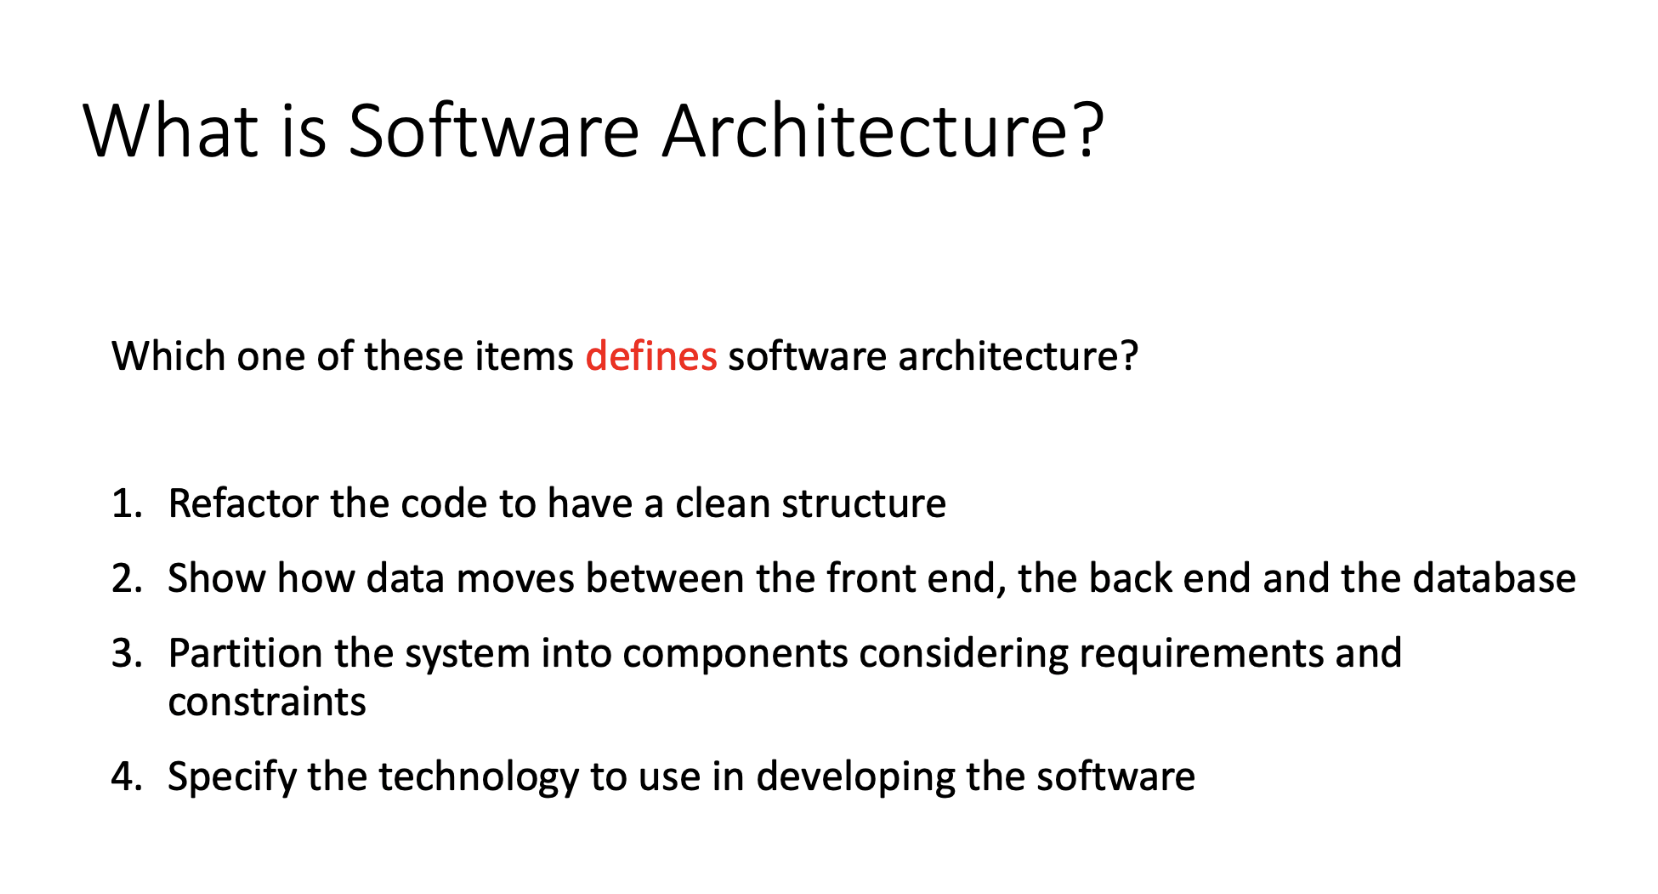 What is Software Architecture?
Which one of these items defines software architecture?
1. Refactor the code to have a clean structure
2. Show how data moves between the front end, the back end and the database
3. Partition the system into components considering requirements and
constraints
4. Specify the technology to use in developing the software